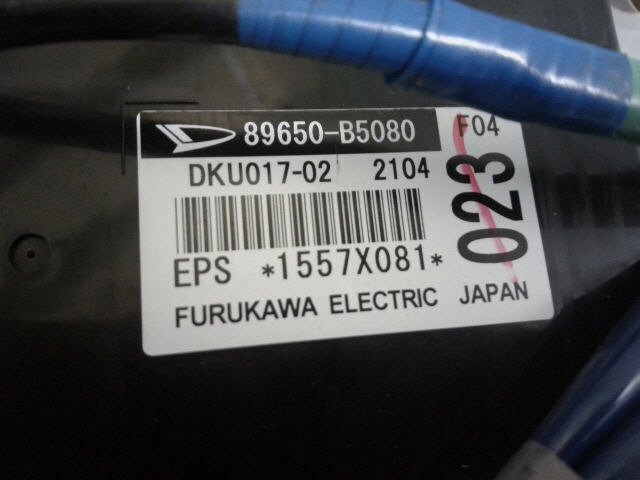 89650-B5080
F04
DKU017-02 2104
023
EPS *1557X081*
FURUKAWA ELECTRIC JAPAN